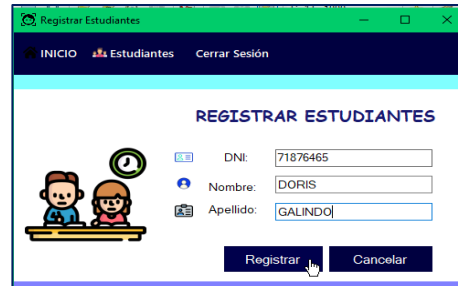 Registrar Estudiantes
INICIO Estudiantes Cerrar Sesión
REGISTRAR ESTUDIANTES
DNI: 71876465
Nombre: DORIS
Apellido: GALINDO
Registrar Cancelar